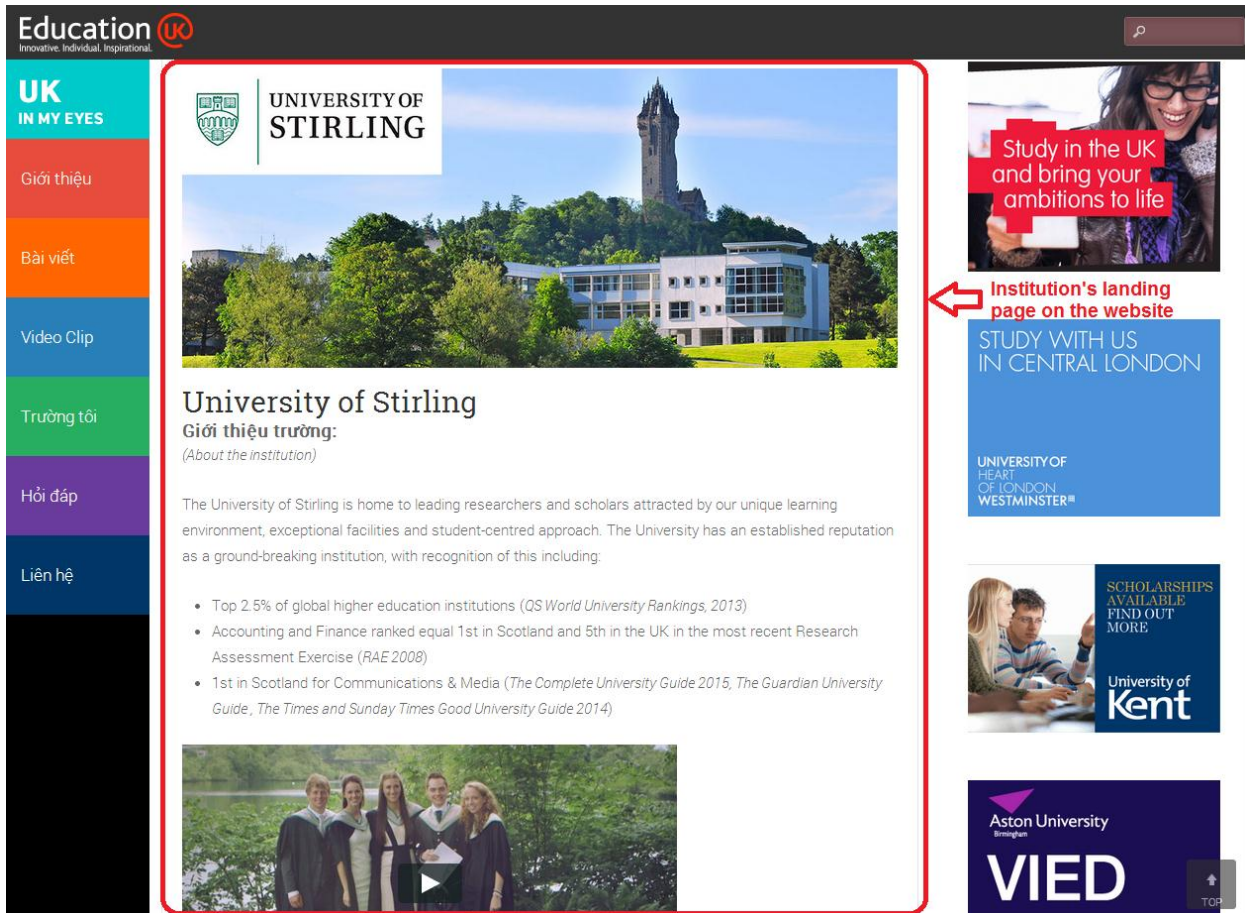 Education UK
Innovative. Individual. Inspirational.
UK
IN MY EYES
Giới thiệu
Bài viết
Video Clip
Trường tôi
Hỏi đáp
Liên hệ
UNIVERSITY OF
STIRLING
University of Stirling
Giới thiệu trường:
(About the institution)
The University of Stirling is home to leading researchers and scholars attracted by our unique learning
environment, exceptional facilities and student-centred approach. The University has an established reputation
as a ground-breaking institution, with recognition of this including:
• Top 2.5% of global higher education institutions (QS World University Rankings, 2013)
• Accounting and Finance ranked equal 1st in Scotland and 5th in the UK in the most recent Research
Assessment Exercise (RAE 2008)
• 1st in Scotland for Communications & Media (The Complete University Guide 2015, The Guardian University
Guide , The Times and Sunday Times Good University Guide 2014)
Study in the UK
and bring your
ambitions to life
Institution's landing
page on the website
STUDY WITH US
IN CENTRAL LONDON
UNIVERSITY OF
HEART
OF LONDON
WESTMINSTER
SCHOLARSHIPS
AVAILABLE
FIND OUT
MORE
University of
Kent
Aston University
Birmingham
VIED
TOP